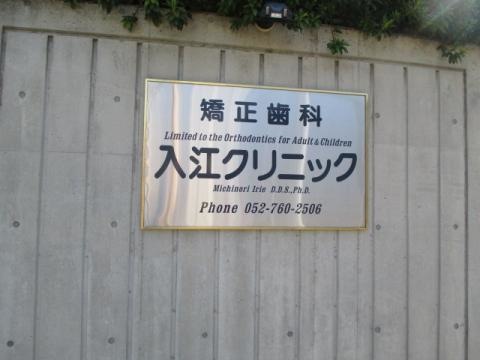 矯正歯科
Limited to the Orthodontics for Adult & Children
入江クリニック
Michinori Irie D.D.S.,Ph.D.
Phone 052-760-2506